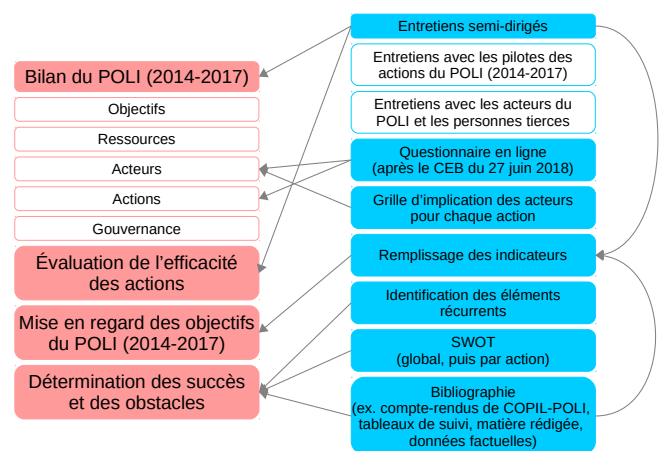 Bilan du POLI (2014-2017)
Objectifs
Ressources
Acteurs
Actions
Gouvernance
Évaluation de l'efficacité
des actions
Mise en regard des objectifs
du POLI (2014-2017)
Détermination des succès
et des obstacles
Entretiens semi-dirigés
Entretiens avec les pilotes des
actions du POLI (2014-2017)
Entretiens avec les acteurs du
POLI et les personnes tierces
Questionnaire en ligne
(après le CEB du 27 juin 2018)
Grille d'implication des acteurs
pour chaque action
Remplissage des indicateurs
Identification des éléments
récurrents
SWOT
(global, puis par action)
Bibliographie
(ex. compte-rendus de COPIL-POLI,
tableaux de suivi, matière rédigée,
données factuelles)